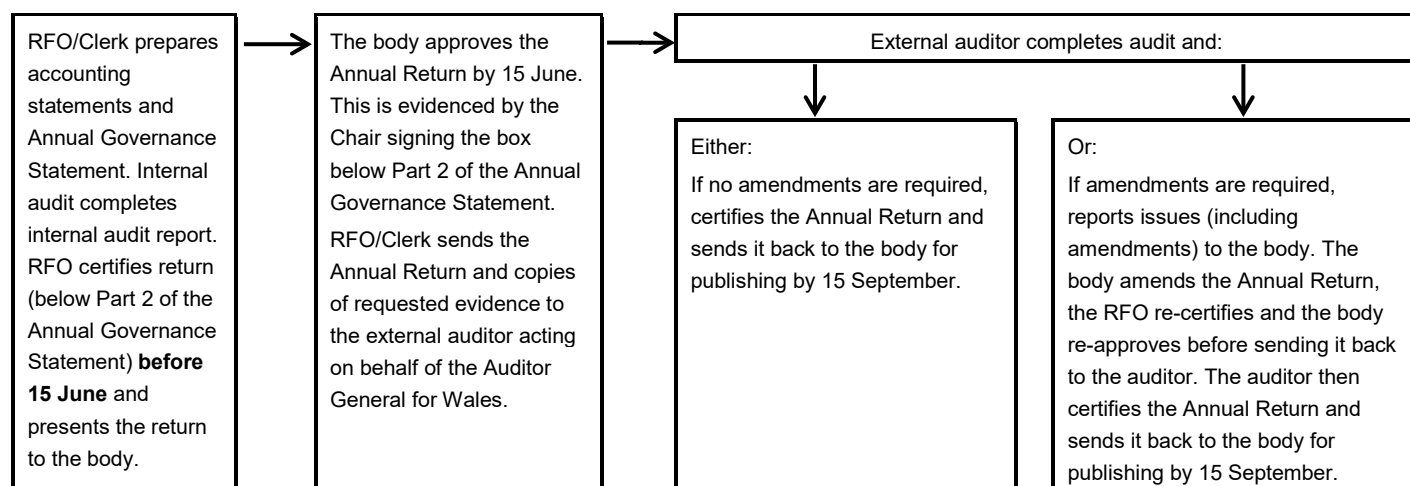 RFO/Clerk prepares
accounting
statements and
Annual Governance
Statement. Internal
audit completes
internal audit report.
RFO certifies return
(below Part 2 of the
Annual Governance
Statement) before
15 June and
presents the return
to the body.
The body approves the
Annual Return by 15 June.
This is evidenced by the
Chair signing the box
below Part 2 of the Annual
Governance Statement.
RFO/Clerk sends the
Annual Return and copies
of requested evidence to
the external auditor acting
on behalf of the Auditor
General for Wales.
External auditor completes audit and:
Either:
If no amendments are required,
certifies the Annual Return and
sends it back to the body for
publishing by 15 September.
Or:
If amendments are required,
reports issues (including
amendments) to the body. The
body amends the Annual Return,
the RFO re-certifies and the body
re-approves before sending it back
to the auditor. The auditor then
certifies the Annual Return and
sends it back to the body for
publishing by 15 September.